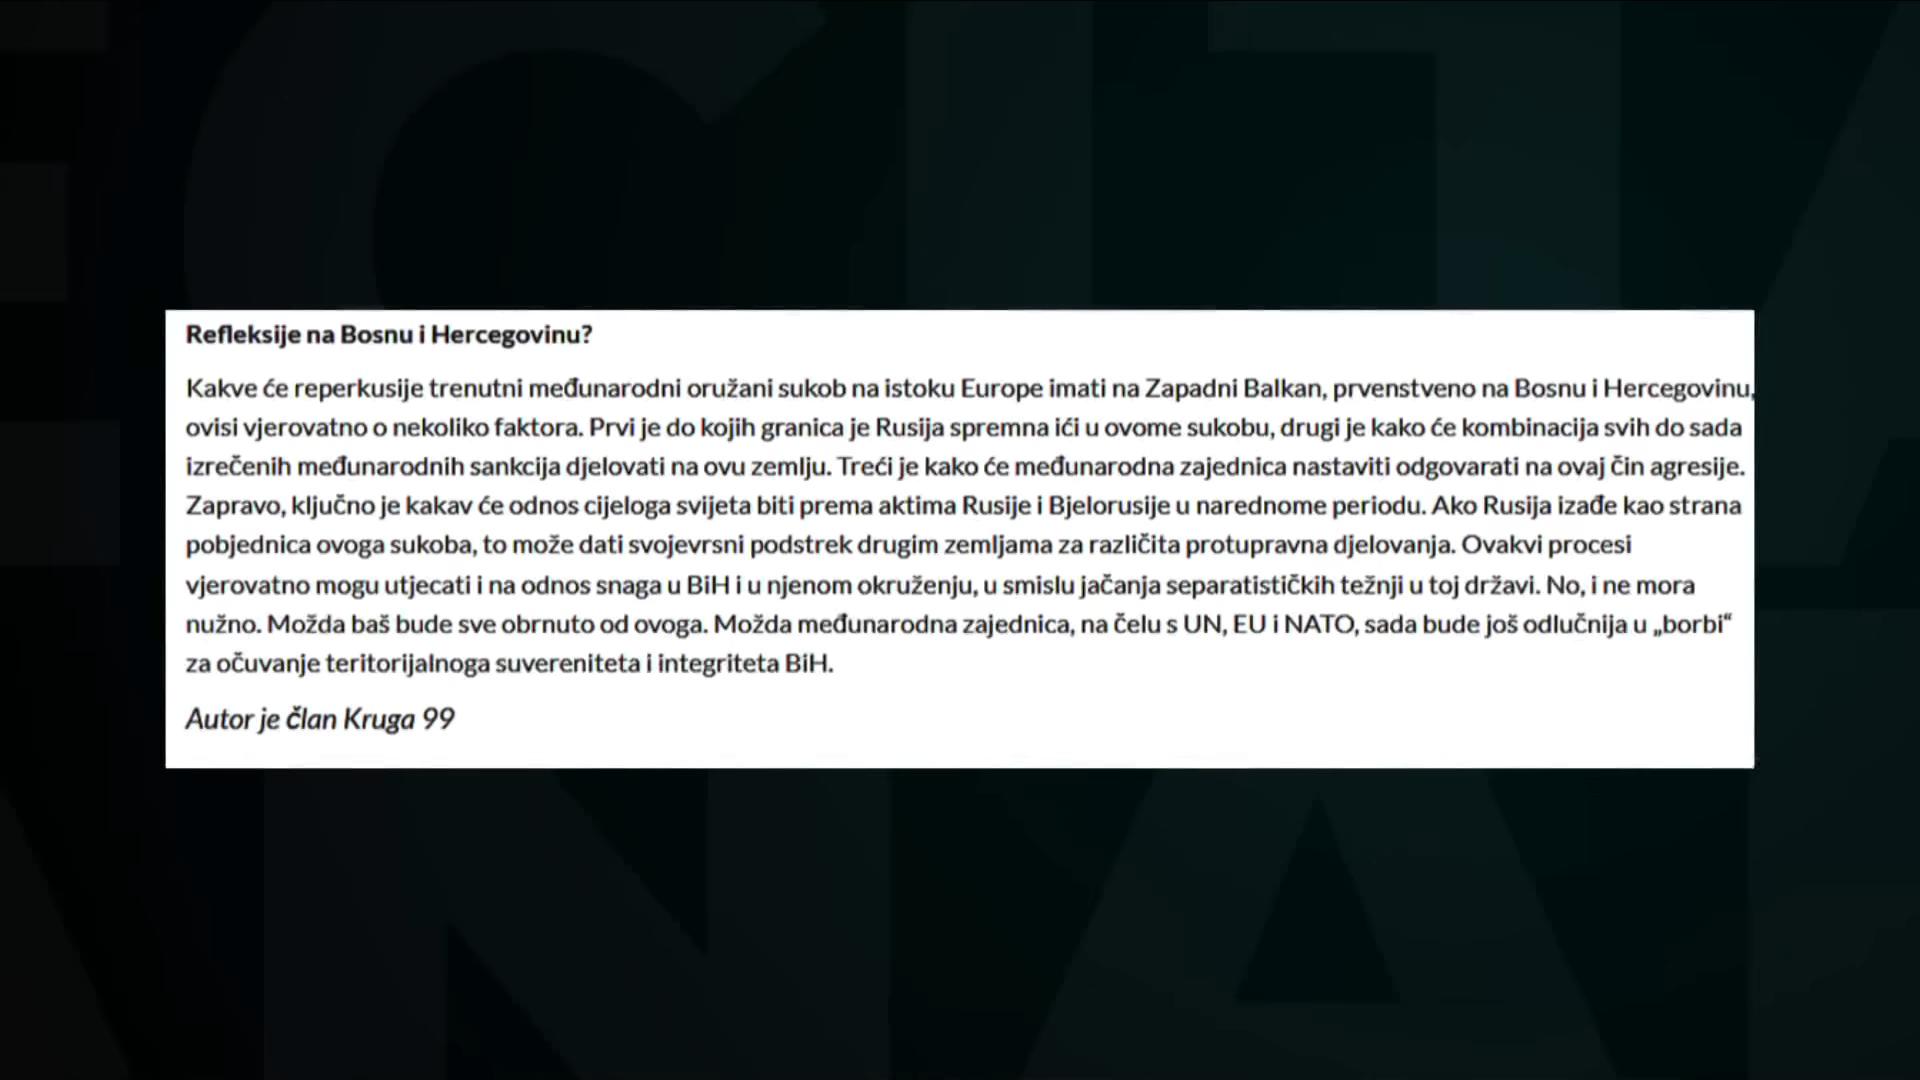 Refleksije na Bosnu i Hercegovinu?
Kakve će reperkusije trenutni međunarodni oružani sukob na istoku Europe imati na Zapadni Balkan, prvenstveno na Bosnu i Hercegovinu,
ovisi vjerovatno o nekoliko faktora. Prvi je do kojih granica je Rusija spremna ići u ovome sukobu, drugi je kako će kombinacija svih do sada
izrečenih međunarodnih sankcija djelovati na ovu zemlju. Treći je kako će međunarodna zajednica nastaviti odgovarati na ovaj čin agresije.
Zapravo, ključno je kakav će odnos cijeloga svijeta biti prema aktima Rusije i Bjelorusije u narednome periodu. Ako Rusija izađe kao strana
pobjednica ovoga sukoba, to može dati svojevrsni podstrek drugim zemljama za različita protupravna djelovanja. Ovakvi procesi
vjerovatno mogu utjecati i na odnos snaga u BiH i u njenom okruženju, u smislu jačanja separatističkih težnji u toj državi. No, i ne mora
nužno. Možda baš bude sve obrnuto od ovoga. Možda međunarodna zajednica, na čelu s UN, EU i NATO, sada bude još odlučnija u „borbi“
za očuvanje teritorijalnoga suvereniteta i integriteta BiH.
Autor je član Kruga 99